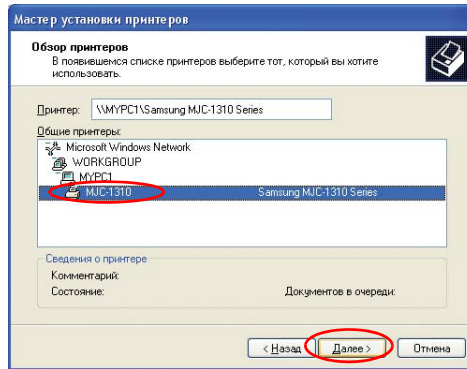 Мастер установки принтеров
Обзор принтеров
В появившемся списке принтеров выберите тот, который вы хотите
использовать.
Принтер: \\MYPC1\Samsung MJC-1310 Series
Общие принтеры:
Microsoft Windows Network
WORKGROUP
MYPC1
MJC-1310 Samsung MJC-1310 Series
Сведения о принтере
Комментарий:
Состояние: Документов в очереди:
< Назад Далее > Отмена